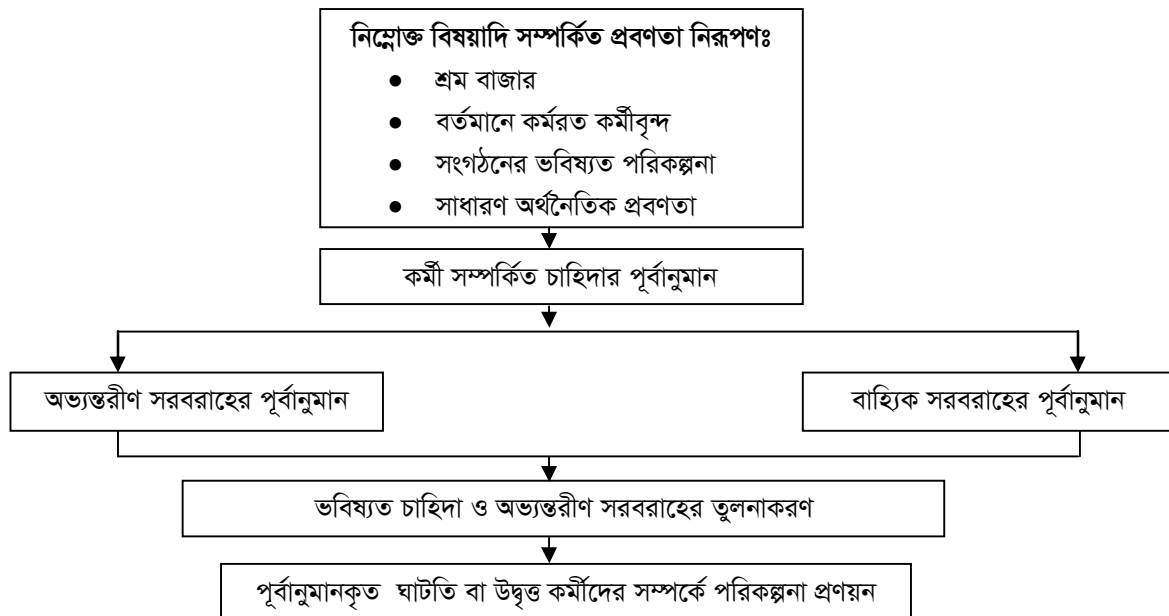 নিম্নোক্ত বিষয়াদি সম্পর্কিত প্রবণতা নিরূপণঃ
● শ্রম বাজার
● বর্তমানে কর্মরত কর্মীবৃন্দ
● সংগঠনের ভবিষ্যত পরিকল্পনা
● সাধারণ অর্থনৈতিক প্রবণতা
কর্মী সম্পর্কিত চাহিদার পূর্বানুমান
অভ্যন্তরীণ সরবরাহের পূর্বানুমান
বাহ্যিক সরবরাহের পূর্বানুমান
ভবিষ্যত চাহিদা ও অভ্যন্তরীণ সরবরাহের তুলনাকরণ
পূর্বানুমানকৃত ঘাটতি বা উদ্বৃত্ত কর্মীদের সম্পর্কে পরিকল্পনা প্রণয়ন